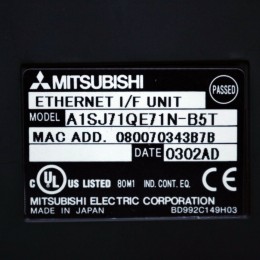 MITSUBISHI
PASSED
ETHERNET I/F UNIT
MODEL A1SJ71QE71N-B5T
MAC ADD. 080070343B7B
DATE 0302AD
C UL US LISTED 80M1 IND. CONT. EQ.
MITSUBISHI ELECTRIC CORPORATION
MADE IN JAPAN BD992C149H03